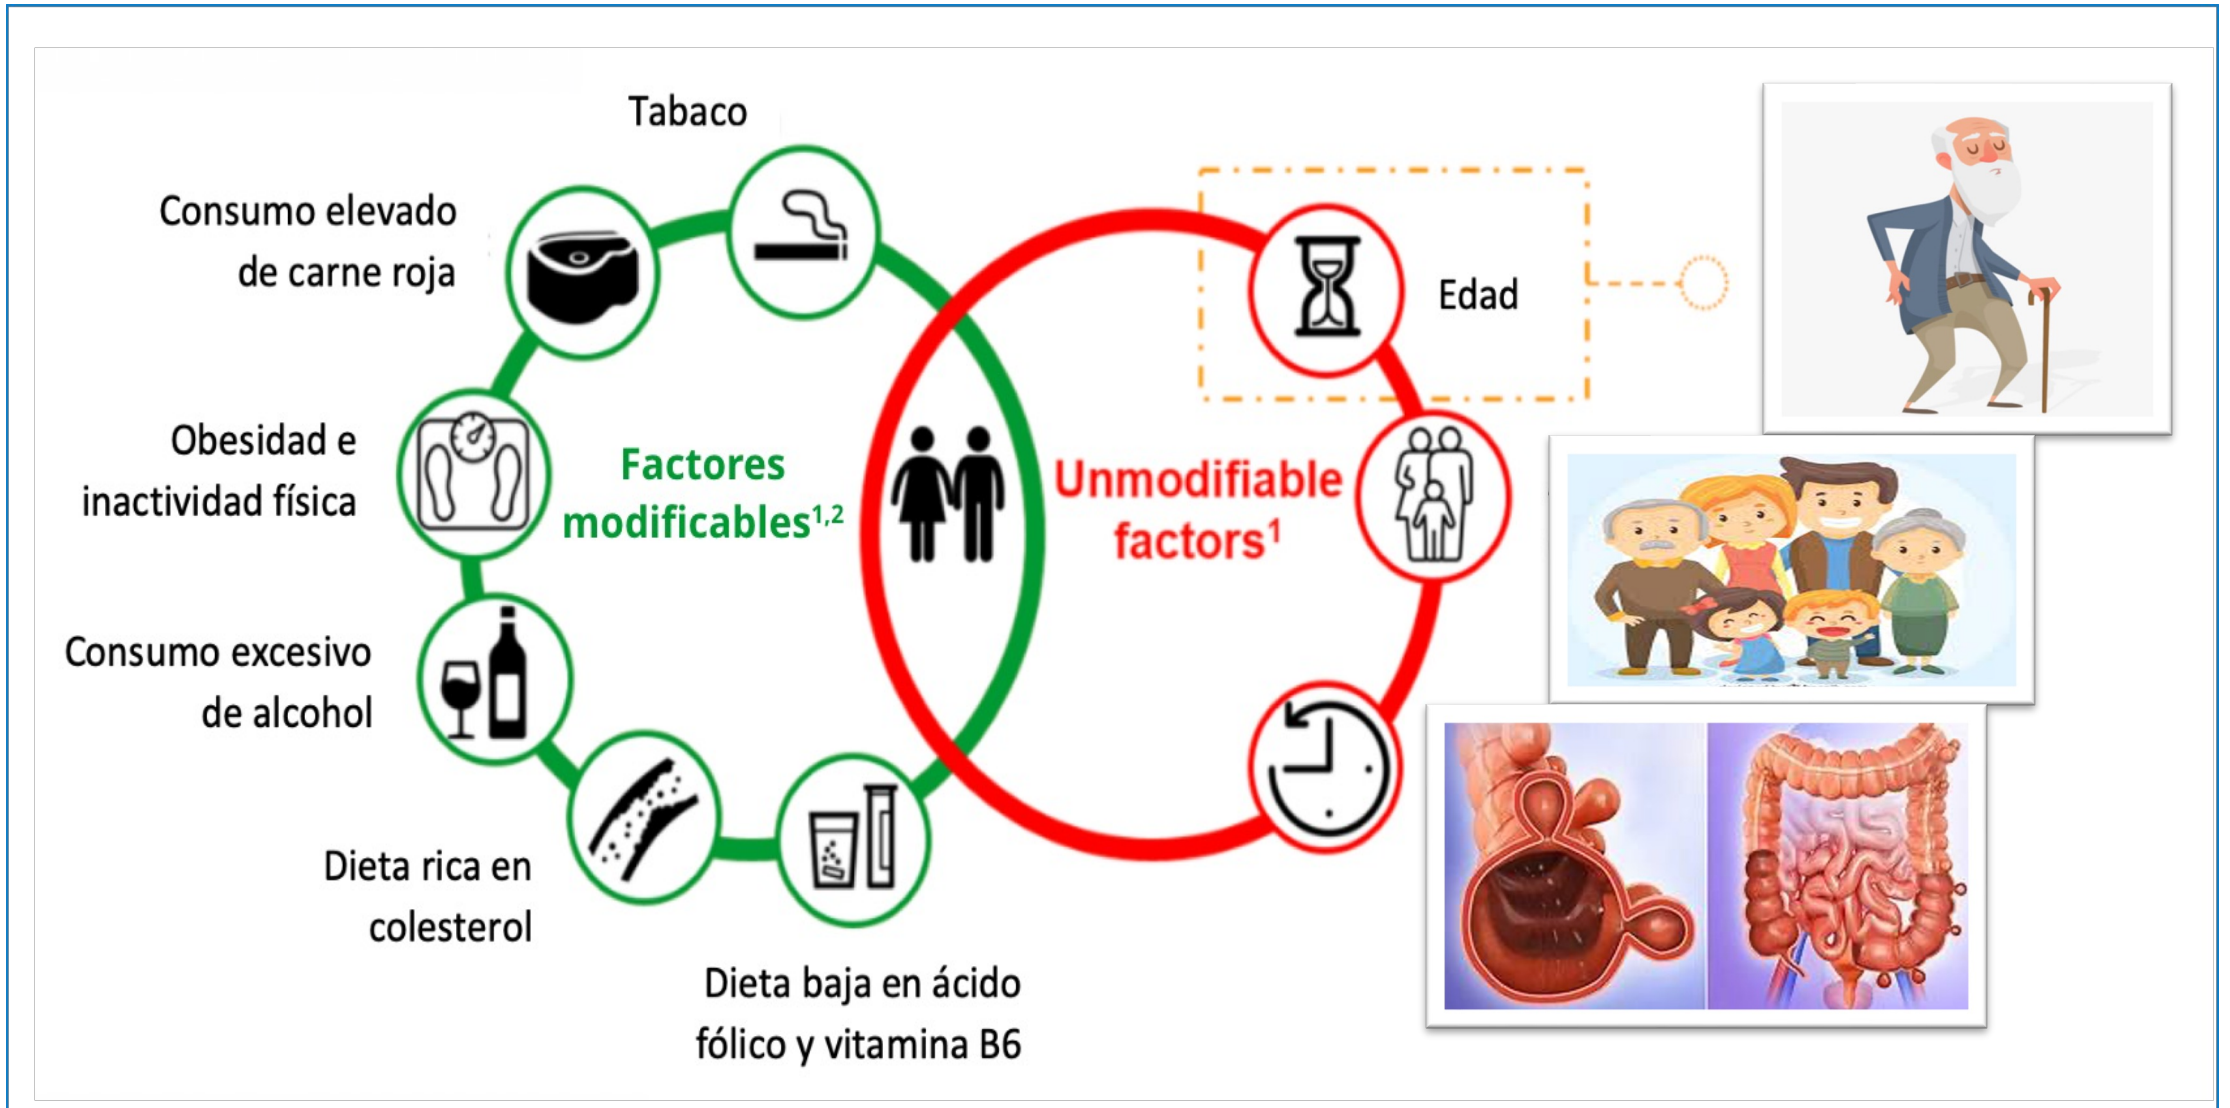 Tabaco
Consumo elevado
de carne roja
Obesidad e
inactividad física
Consumo excesivo
de alcohol
Dieta rica en
colesterol
Dieta baja en ácido
fólico y vitamina B6
Factores
modificables¹,²
Unmodifiable
factors¹
Edad